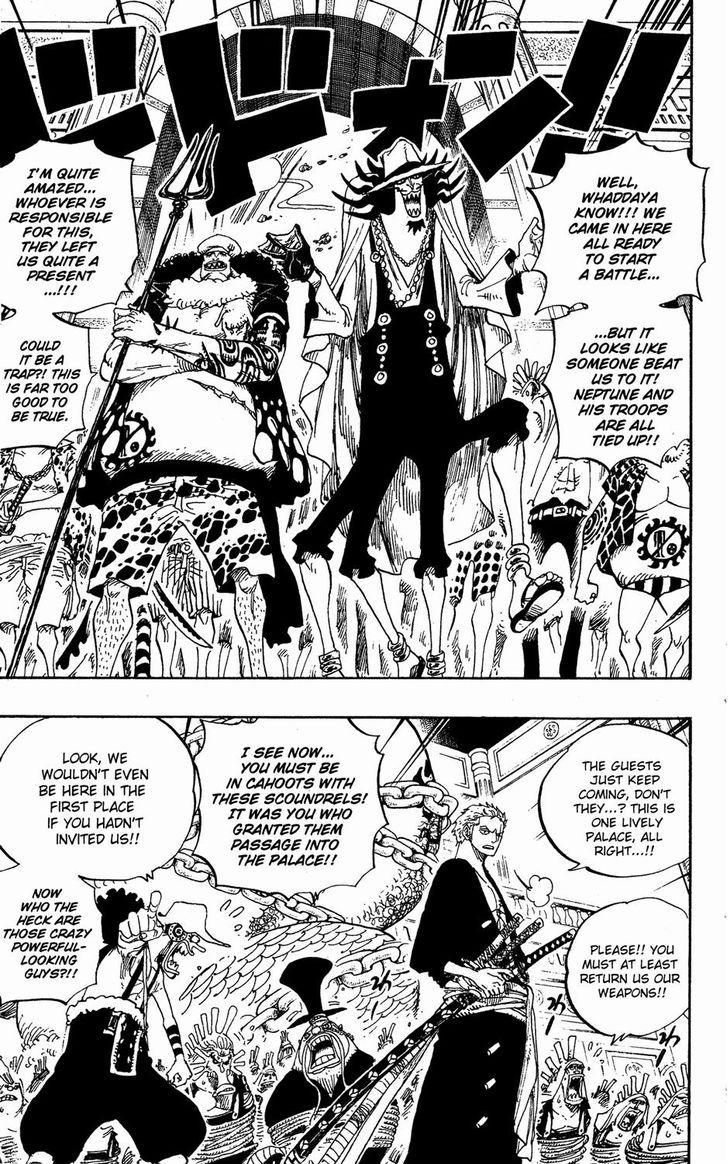 ドドォン!!
WELL,
WHADDAYA
KNOW!!! WE
CAME IN HERE
ALL READY
TO START
A BATTLE...
...BUT IT
LOOKS LIKE
SOMEONE BEAT
US TO IT!
NEPTUNE AND
HIS TROOPS
ARE ALL
TIED UP!!
I'M QUITE
AMAZED...
WHOEVER IS
RESPONSIBLE
FOR THIS,
THEY LEFT
US QUITE A
PRESENT
...!!!
COULD
IT BE A
TRAP?! THIS
IS FAR TOO
GOOD TO
BE TRUE.
THE GUESTS
JUST KEEP
COMING, DON'T
THEY...? THIS IS
ONE LIVELY
PALACE, ALL
RIGHT...!!
PLEASE!! YOU
MUST AT LEAST
RETURN US OUR
WEAPONS!!
I SEE NOW...
YOU MUST BE
IN CAHOOTS WITH
THESE SCOUNDRELS!
IT WAS YOU WHO
GRANTED THEM
PASSAGE INTO
THE PALACE!!
LOOK, WE
WOULDN'T EVEN
BE HERE IN THE
FIRST PLACE
IF YOU HADN'T
INVITED US!!
NOW
WHO THE
HECK ARE
THOSE CRAZY
POWERFUL-
LOOKING
GUYS?!!